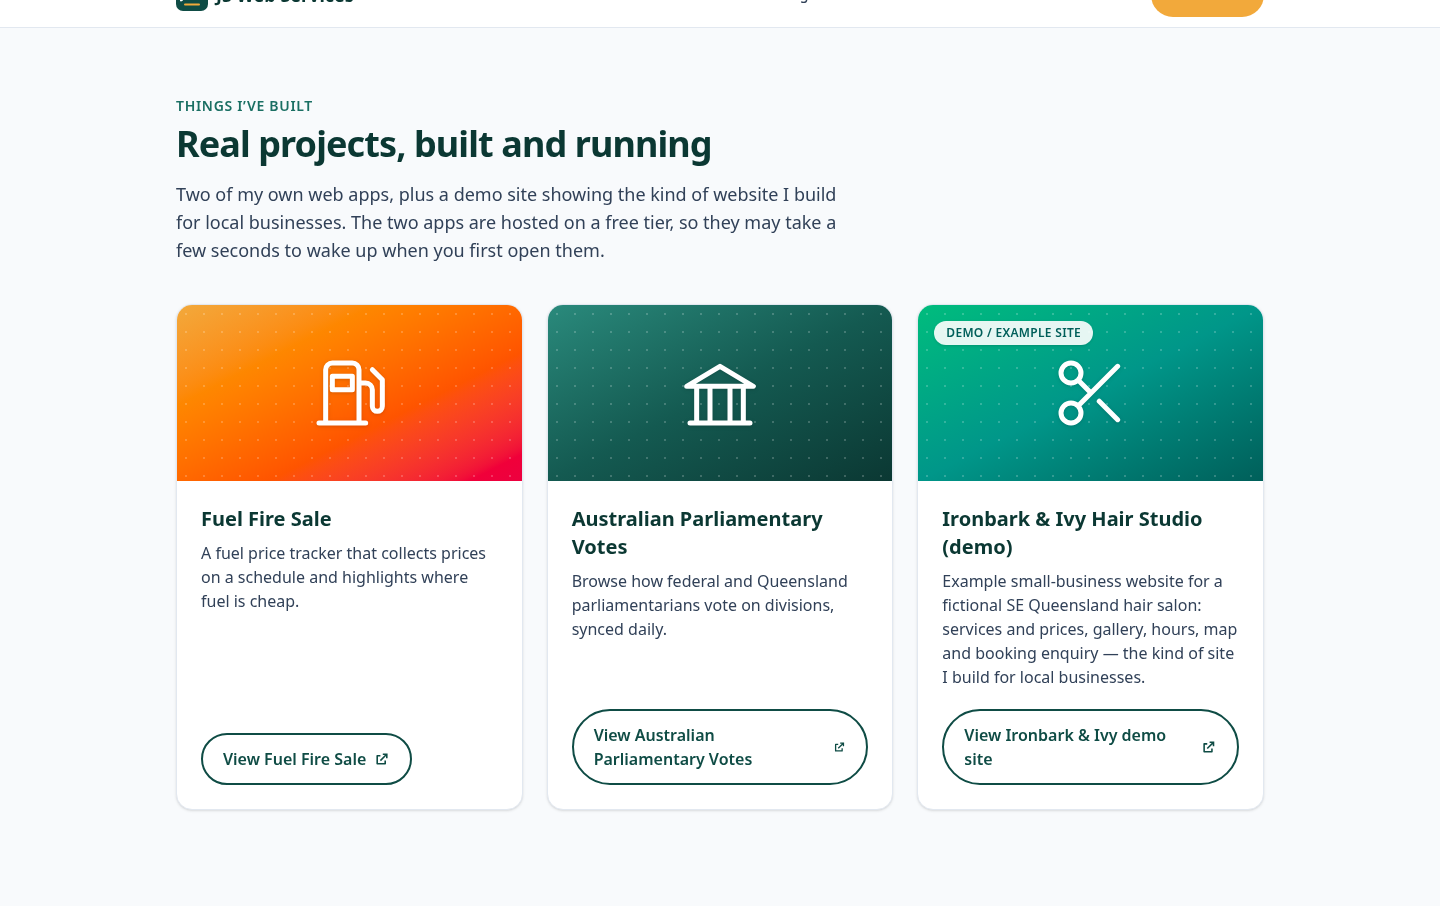 THINGS I’VE BUILT
Real projects, built and running
Two of my own web apps, plus a demo site showing the kind of website I build
for local businesses. The two apps are hosted on a free tier, so they may take a
few seconds to wake up when you first open them.
DEMO / EXAMPLE SITE
Fuel Fire Sale
A fuel price tracker that collects prices
on a schedule and highlights where
fuel is cheap.
View Fuel Fire Sale
Australian Parliamentary
Votes
Browse how federal and Queensland
parliamentarians vote on divisions,
synced daily.
View Australian
Parliamentary Votes
Ironbark & Ivy Hair Studio
(demo)
Example small-business website for a
fictional SE Queensland hair salon:
services and prices, gallery, hours, map
and booking enquiry — the kind of site
I build for local businesses.
View Ironbark & Ivy demo
site